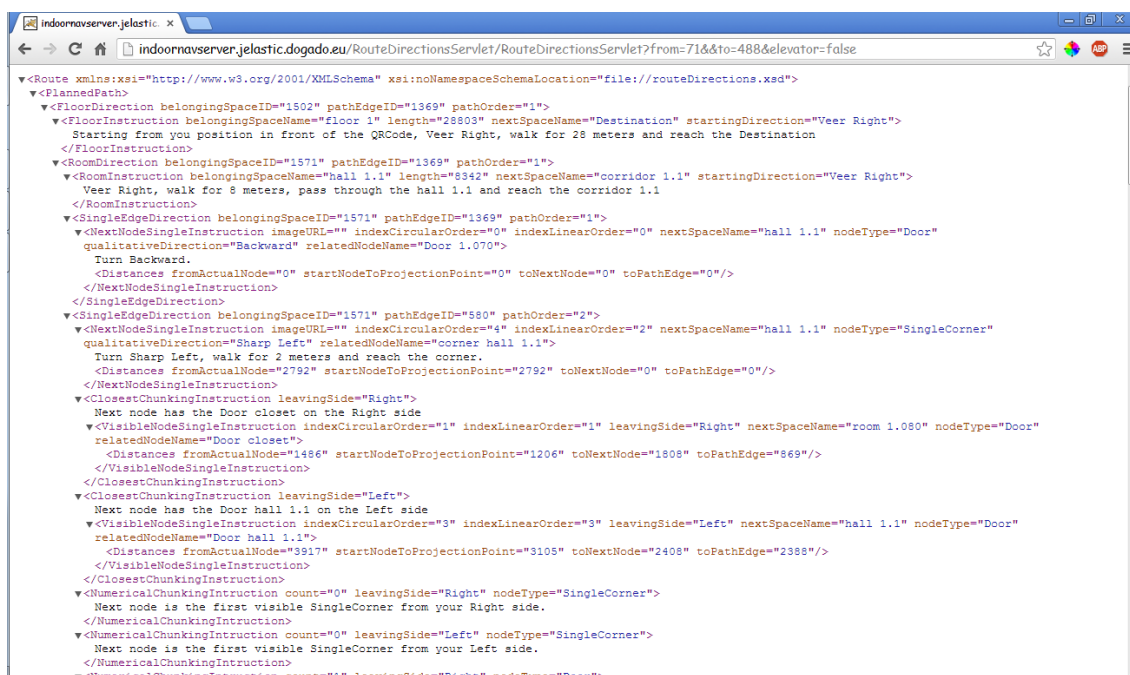 indoornavserver.jelastic. ×
indoornavserver.jelastic.dogado.eu/RouteDirectionsServlet/RouteDirectionsServlet?from=71&&to=488&elevator=false
ABP
▼<Route xmlns:xsi="http://www.w3.org/2001/XMLSchema" xsi:noNamespaceSchemaLocation="file://routeDirections.xsd">
▼<PlannedPath>
▼<FloorDirection belongingSpaceID="1502" pathEdgeID="1369" pathOrder="1">
▼<FloorInstruction belongingSpaceName="floor 1" length="28803" nextSpaceName="Destination" startingDirection="Veer Right">
Starting from you position in front of the QRCode, Veer Right, walk for 28 meters and reach the Destination
</FloorInstruction>
▼<RoomDirection belongingSpaceID="1571" pathEdgeID="1369" pathOrder="1">
▼<RoomInstruction belongingSpaceName="hall 1.1" length="8342" nextSpaceName="corridor 1.1" startingDirection="Veer Right">
Veer Right, walk for 8 meters, pass through the hall 1.1 and reach the corridor 1.1
</RoomInstruction>
▼<SingleEdgeDirection belongingSpaceID="1571" pathEdgeID="1369" pathOrder="1">
▼<NextNodeSingleInstruction imageURL="" indexCircularOrder="0" indexLinearOrder="0" nextSpaceName="hall 1.1" nodeType="Door"
qualitativeDirection="Backward" relatedNodeName="Door 1.070">
Turn Backward.
<Distances fromActualNode="0" startNodeToProjectionPoint="0" toNextNode="0" toPathEdge="0"/>
</NextNodeSingleInstruction>
</SingleEdgeDirection>
▼<SingleEdgeDirection belongingSpaceID="1571" pathEdgeID="580" pathOrder="2">
▼<NextNodeSingleInstruction imageURL="" indexCircularOrder="4" indexLinearOrder="2" nextSpaceName="hall 1.1" nodeType="SingleCorner"
qualitativeDirection="Sharp Left" relatedNodeName="corner hall 1.1">
Turn Sharp Left, walk for 2 meters and reach the corner.
<Distances fromActualNode="2792" startNodeToProjectionPoint="2792" toNextNode="0" toPathEdge="0"/>
</NextNodeSingleInstruction>
▼<ClosestChunkingInstruction leavingSide="Right">
Next node has the Door closet on the Right side
▼<VisibleNodeSingleInstruction indexCircularOrder="1" indexLinearOrder="1" leavingSide="Right" nextSpaceName="room 1.080" nodeType="Door"
relatedNodeName="Door closet">
<Distances fromActualNode="1486" startNodeToProjectionPoint="1206" toNextNode="1808" toPathEdge="869"/>
</VisibleNodeSingleInstruction>
</ClosestChunkingInstruction>
▼<ClosestChunkingInstruction leavingSide="Left">
Next node has the Door hall 1.1 on the Left side
▼<VisibleNodeSingleInstruction indexCircularOrder="3" indexLinearOrder="3" leavingSide="Left" nextSpaceName="hall 1.1" nodeType="Door"
relatedNodeName="Door hall 1.1">
<Distances fromActualNode="3917" startNodeToProjectionPoint="3105" toNextNode="2408" toPathEdge="2388"/>
</VisibleNodeSingleInstruction>
</ClosestChunkingInstruction>
▼<NumericalChunkingIntruction count="0" leavingSide="Right" nodeType="SingleCorner">
Next node is the first visible SingleCorner from your Right side.
</NumericalChunkingIntruction>
▼<NumericalChunkingIntruction count="0" leavingSide="Left" nodeType="SingleCorner">
Next node is the first visible SingleCorner from your Left side.
</NumericalChunkingIntruction>